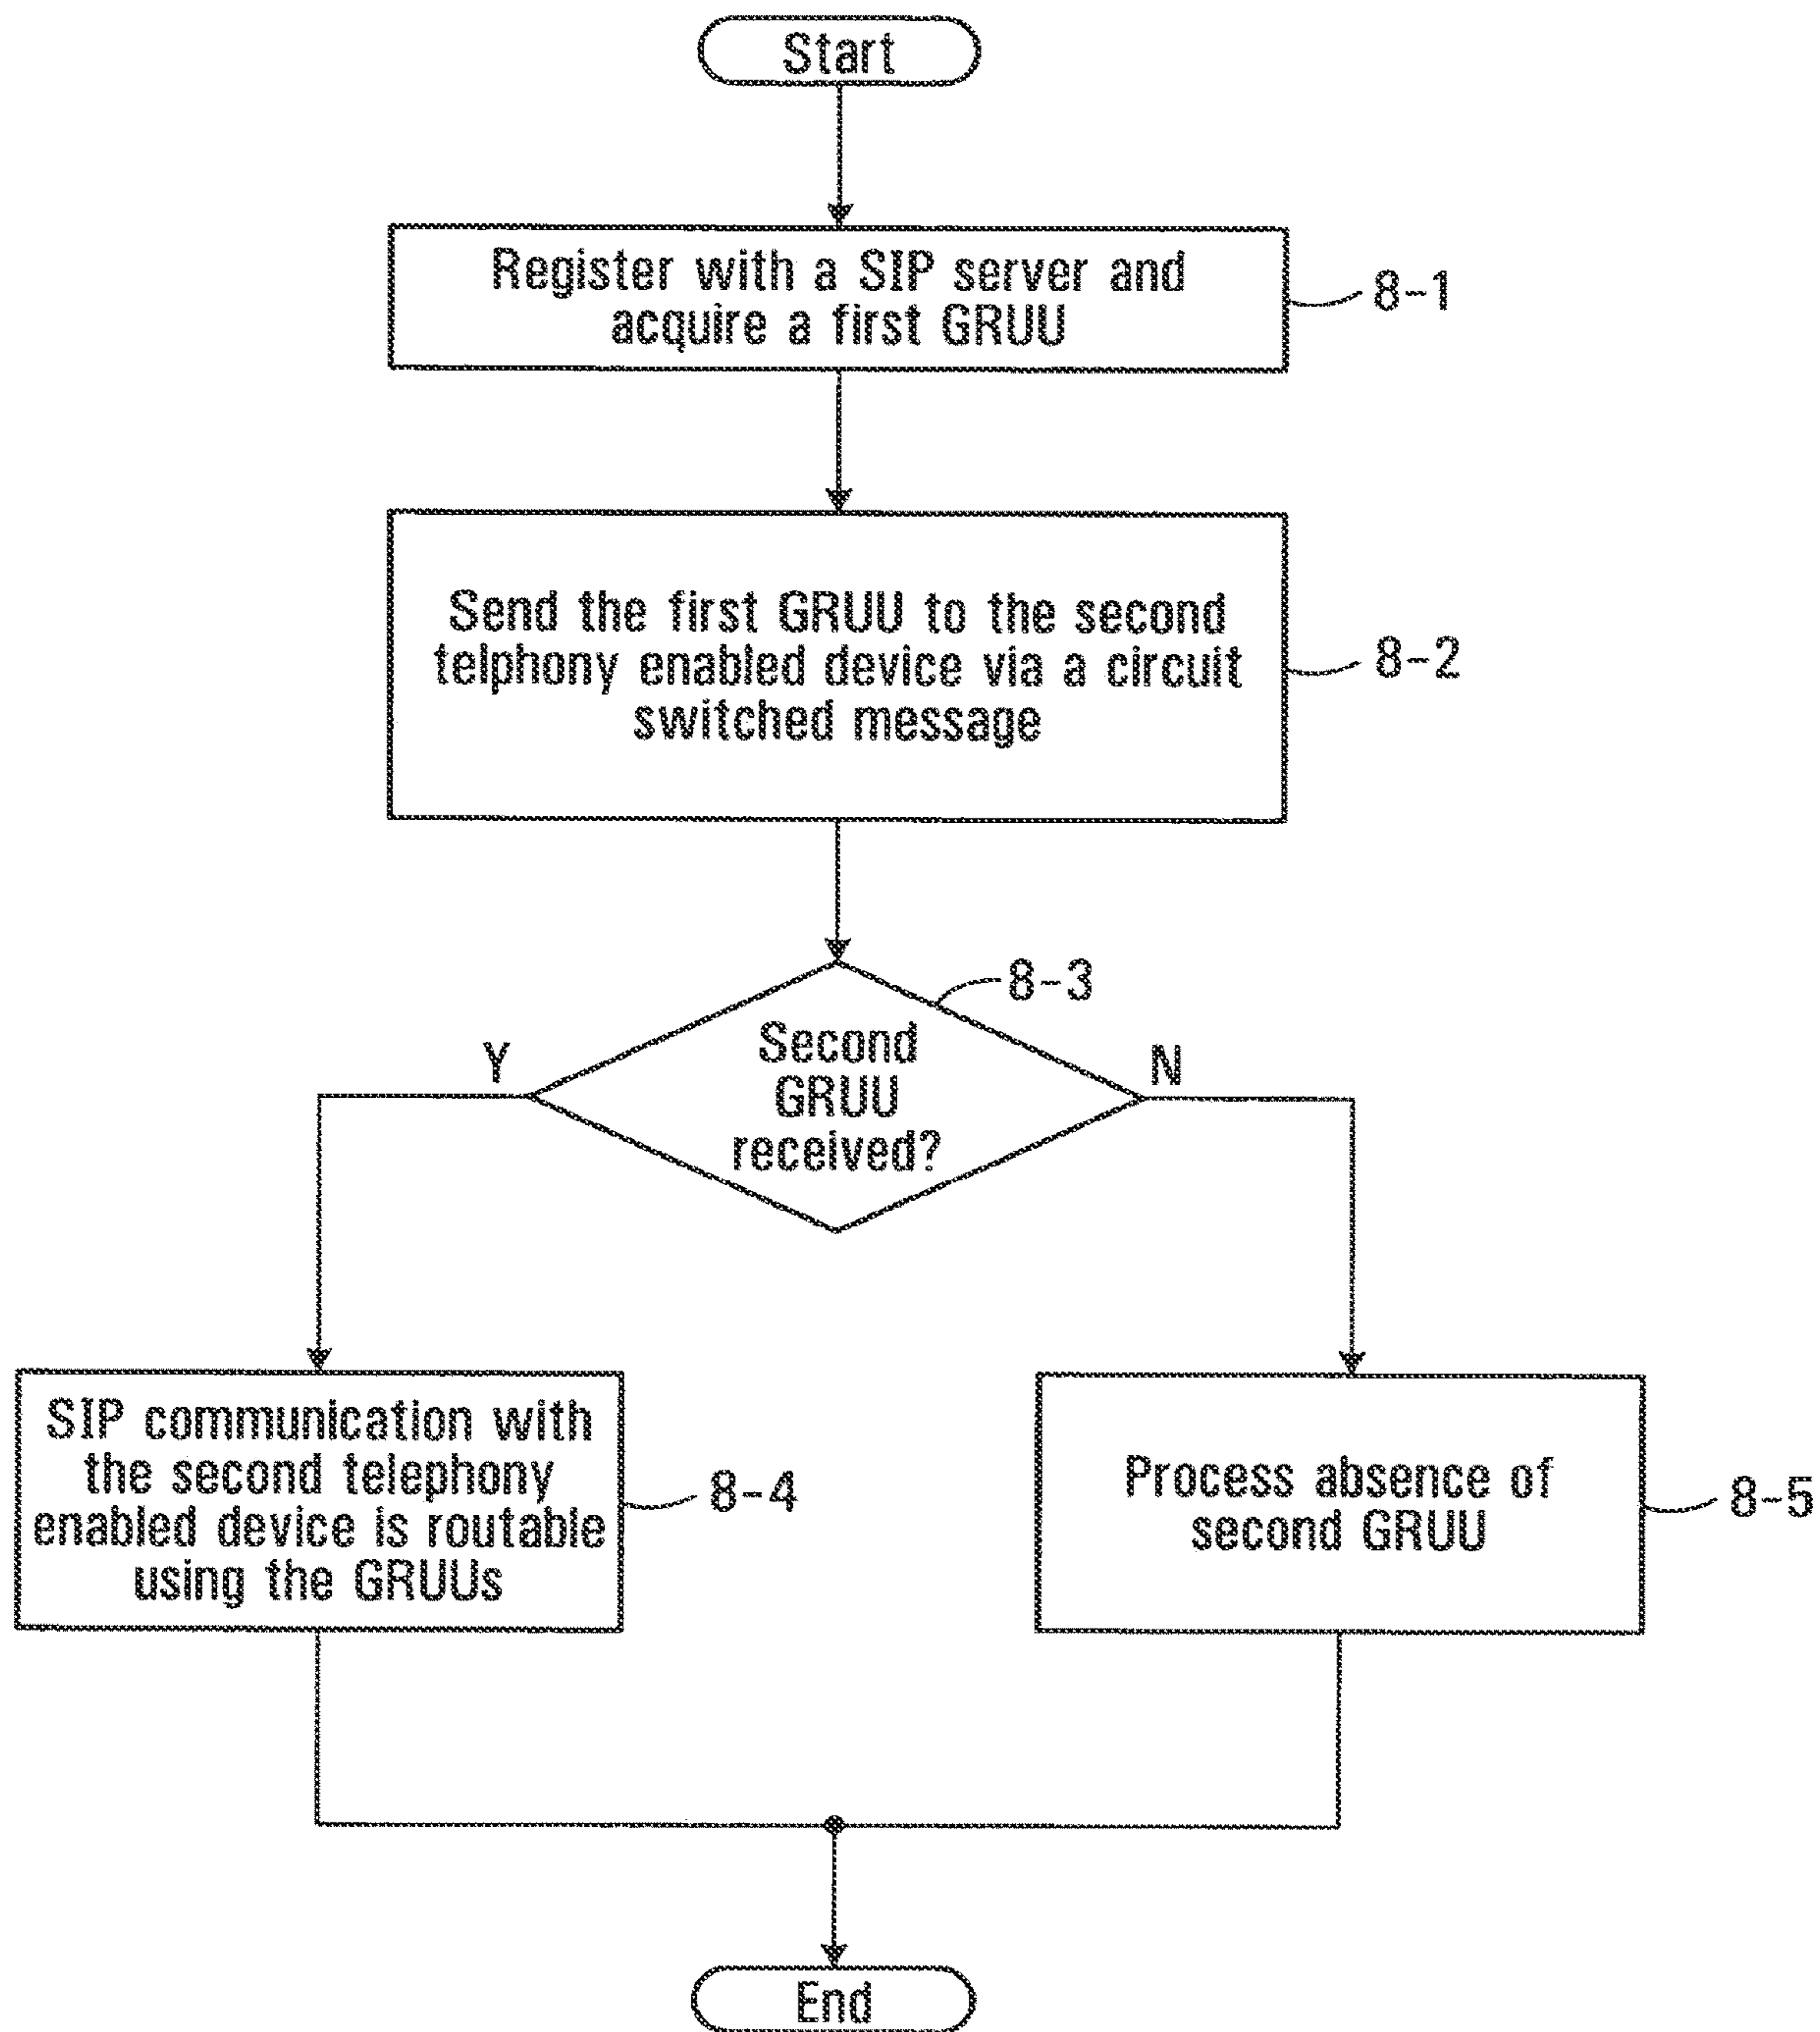 Start
Register with a SIP server and
acquire a first GRUU
8-1
Send the first GRUU to the second
telphony enabled device via a circuit
switched message
8-2
8-3
Second
GRUU
received?
Y
N
SIP communication with
the second telephony
enabled device is routable
using the GRUUs
8-4
Process absence of
second GRUU
8-5
End